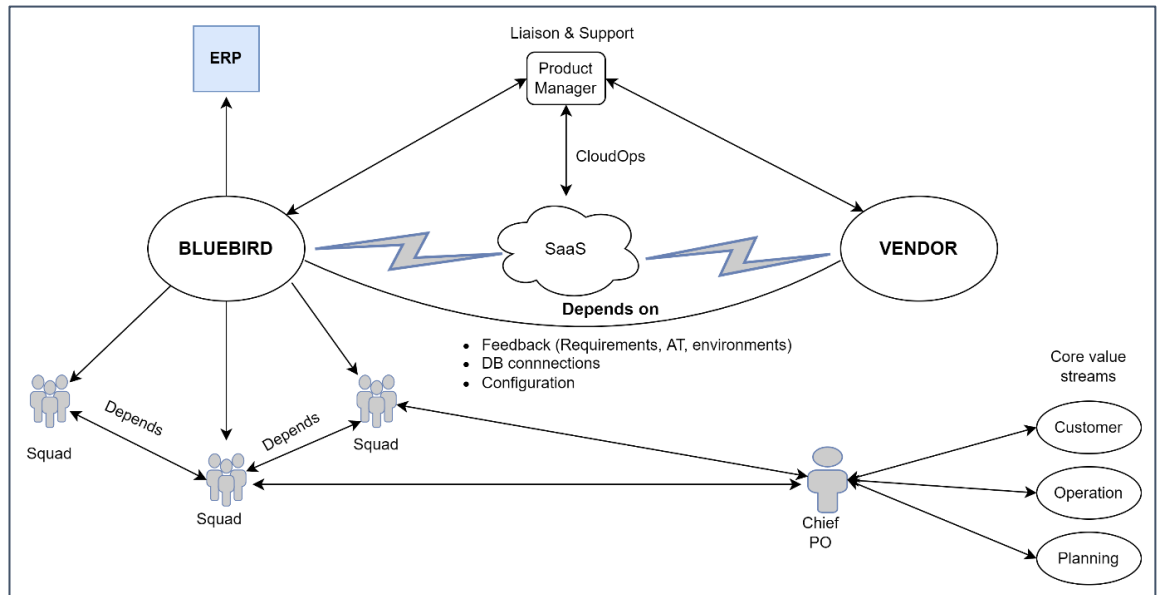 ERP
Liaison & Support
Product
Manager
CloudOps
BLUEBIRD
SaaS
VENDOR
Depends on
Feedback (Requirements, AT, environments)
DB connnections
Configuration
Core value
streams
Depends
Depends
Squad
Squad
Squad
Customer
Operation
Planning
Chief
PO